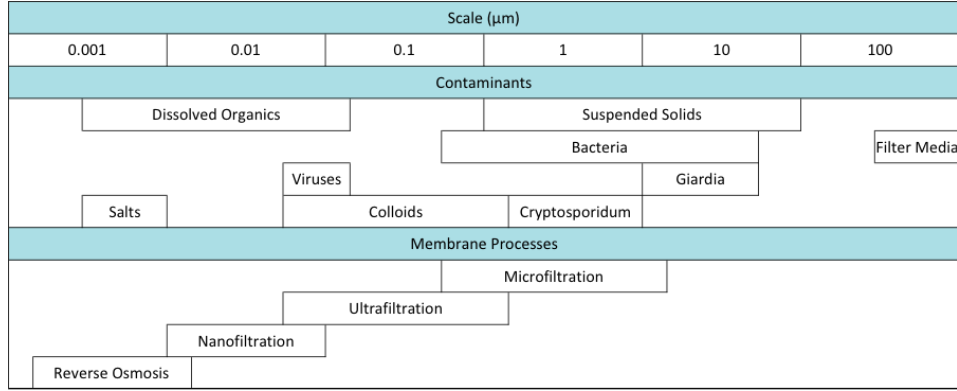 Scale (µm)
0.001 0.01 0.1 1 10 100
Contaminants
Dissolved Organics Suspended Solids
Bacteria Filter Media
Viruses Giardia
Salts Colloids Cryptosporidum
Membrane Processes
Microfiltration
Ultrafiltration
Nanofiltration
Reverse Osmosis